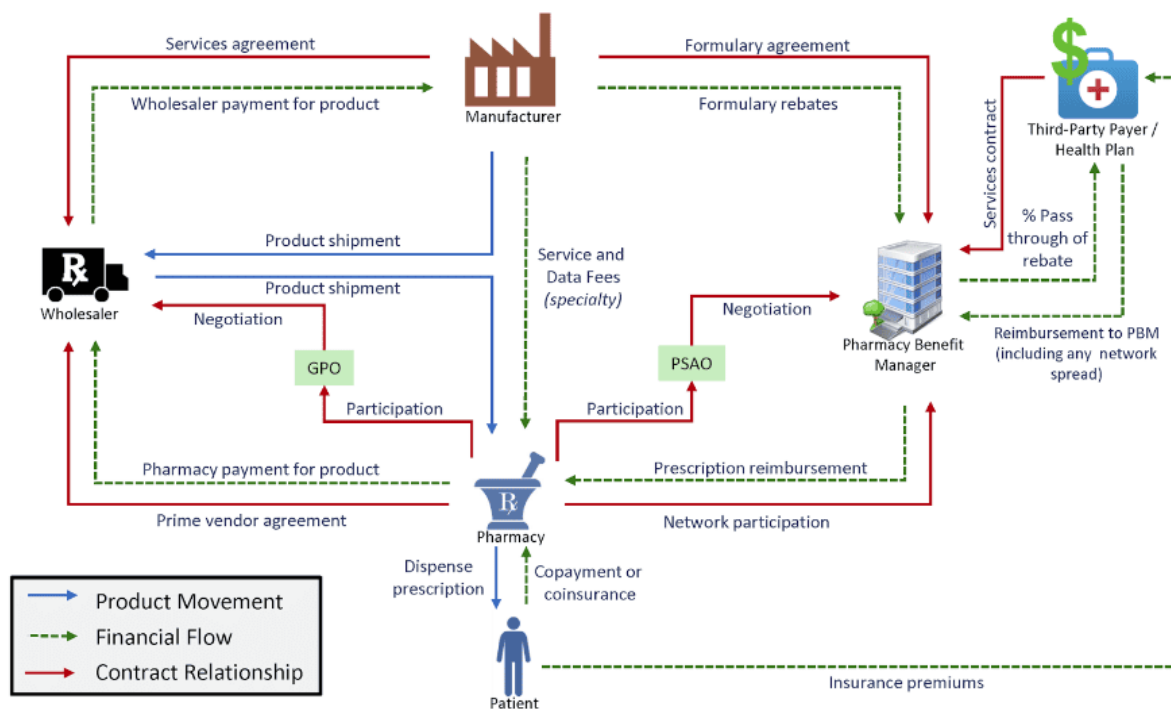 Services agreement
Formulary agreement
Wholesaler payment for product
Manufacturer
Formulary rebates
$
Third-Party Payer /
Health Plan
Services contract
% Pass
through of
rebate
Product shipment
Rx
Service and
Data Fees
(specialty)
Product shipment
Wholesaler
Negotiation
Negotiation
Pharmacy Benefit
Manager
Reimbursement to PBM
(including any network
spread)
GPO
PSAO
Participation
Participation
Pharmacy payment for product
Prescription reimbursement
Rx
Prime vendor agreement
Network participation
Pharmacy
Dispense
prescription
Copayment or
coinsurance
Product Movement
Financial Flow
Contract Relationship
Insurance premiums
Patient